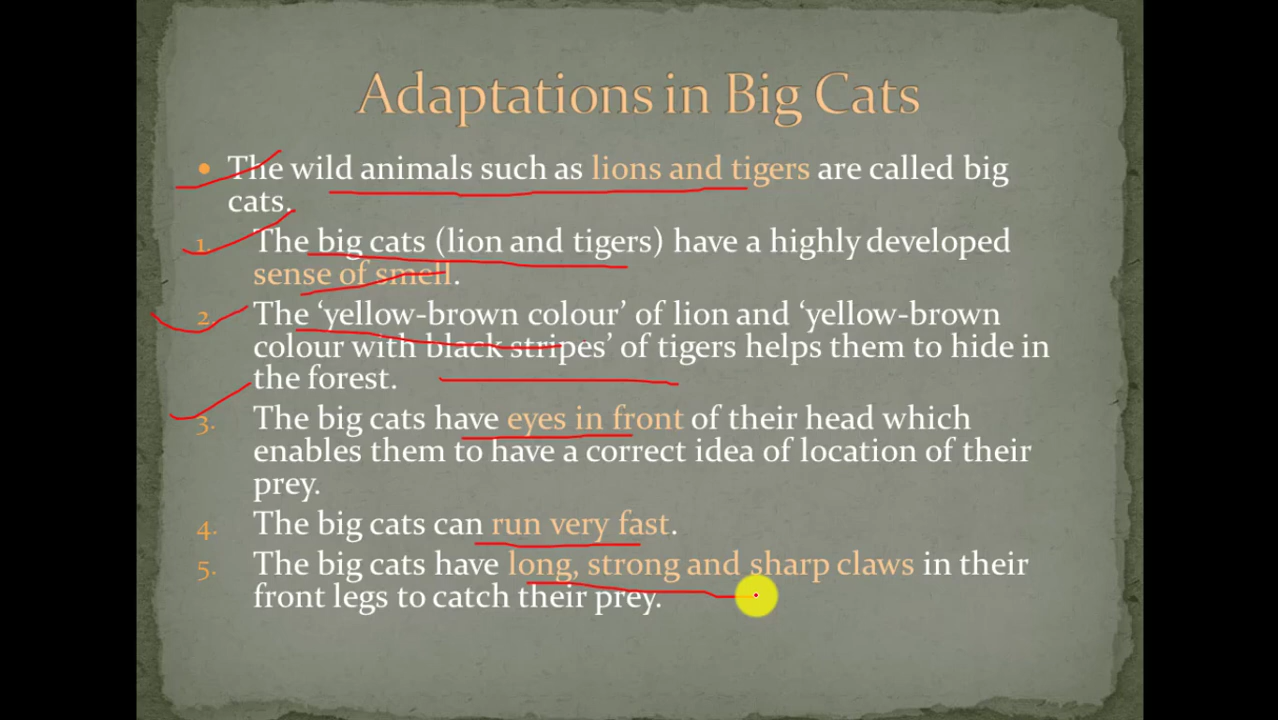 Adaptations in Big Cats
• The wild animals such as lions and tigers are called big
cats.
1. The big cats (lion and tigers) have a highly developed
sense of smell.
2. The ‘yellow-brown colour’ of lion and ‘yellow-brown
colour with black stripes’ of tigers helps them to hide in
the forest.
3. The big cats have eyes in front of their head which
enables them to have a correct idea of location of their
prey.
4. The big cats can run very fast.
5. The big cats have long, strong and sharp claws in their
front legs to catch their prey.